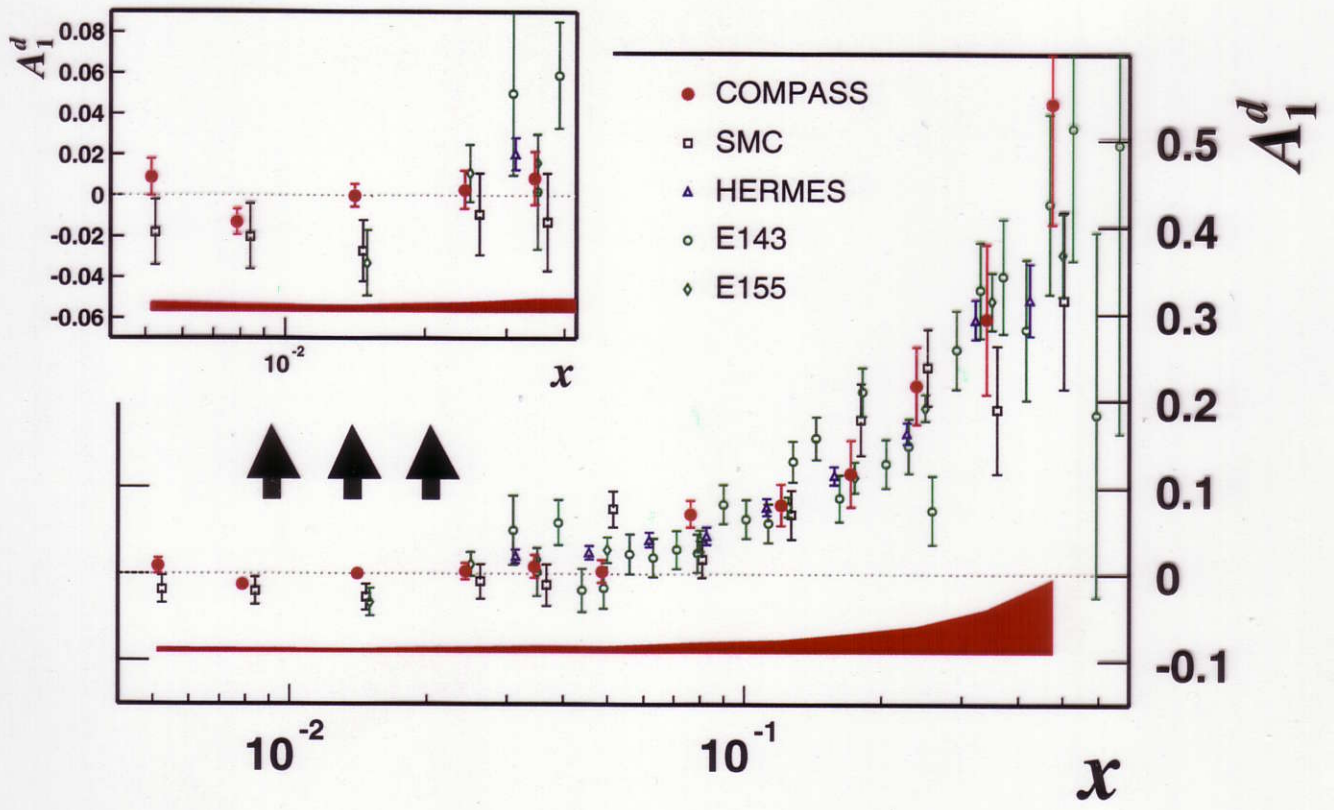 A₁ᵈ
0.08
0.06
0.04
0.02
0
-0.02
-0.04
-0.06
10⁻²
x
COMPASS
SMC
HERMES
E143
E155
A₁ᵈ
0.5
0.4
0.3
0.2
0.1
0
-0.1
10⁻²
10⁻¹
x